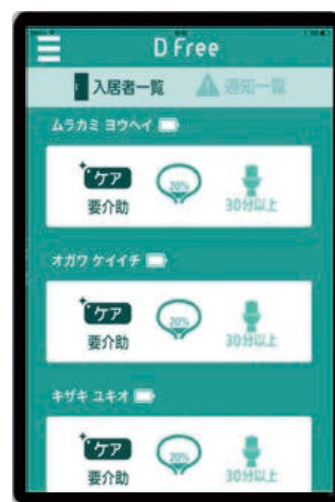 D Free
入居者一覧 通知一覧
ムラカミ ヨウヘイ
ケア 20%
要介助 30分以上
オガワ ケイイチ
ケア 20%
要介助 30分以上
キザキ ユキオ
ケア 20%
要介助 30分以上